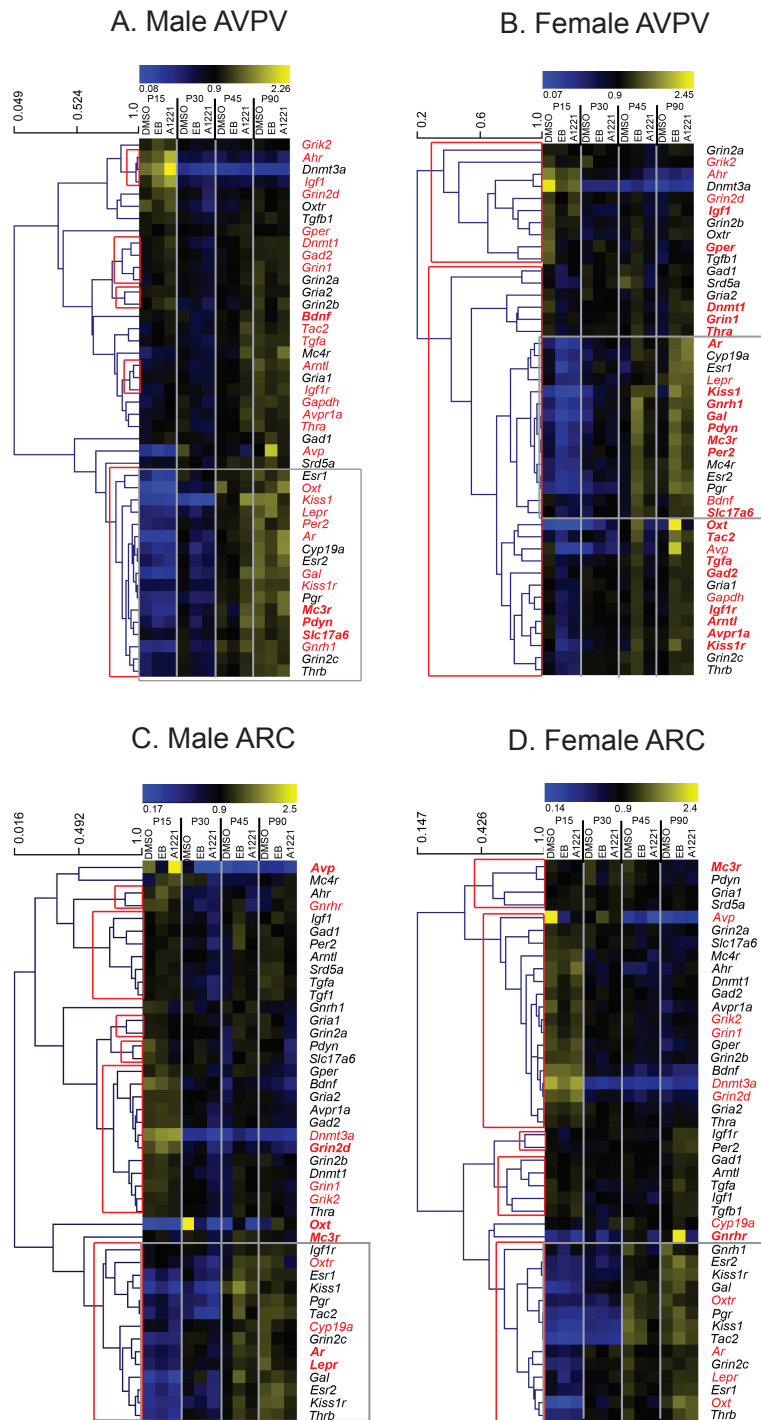 A. Male AVPV
0.08 0.9 2.26
P15 P30 P45 P90
0.049 0.524 1.0
DMSO EB A1221 DMSO EB A1221 DMSO EB A1221 DMSO EB A1221
Grik2
Ahr
Dnmt3a
Igf1
Grin2d
Oxtr
Tgfb1
Gper
Dnmt1
Gad2
Grin1
Grin2a
Gria2
Grin2b
Bdnf
Tac2
Tgfa
Mc4r
Arntl
Gria1
Igf1r
Gapdh
Avpr1a
Thra
Gad1
Avp
Srd5a
Esr1
Oxt
Kiss1
Lepr
Per2
Ar
Cyp19a
Esr2
Gal
Kiss1r
Pgr
Mc3r
Pdyn
Slc17a6
Gnrh1
Grin2c
Thrb
B. Female AVPV
0.07 0.9 2.45
P15 P30 P45 P90
0.2 0.6 1.0
DMSO EB A1221 DMSO EB A1221 DMSO EB A1221 DMSO EB A1221
Grin2a
Grik2
Ahr
Dnmt3a
Grin2d
Igf1
Grin2b
Oxtr
Gper
Tgfb1
Gad1
Srd5a
Gria2
Dnmt1
Grin1
Thra
Ar
Cyp19a
Esr1
Lepr
Kiss1
Gnrh1
Gal
Pdyn
Mc3r
Per2
Mc4r
Esr2
Pgr
Bdnf
Slc17a6
Oxt
Tac2
Avp
Tgfa
Gad2
Gria1
Gapdh
Igf1r
Arntl
Avpr1a
Kiss1r
Grin2c
Thrb
C. Male ARC
0.17 0.9 2.5
P15 P30 P45 P90
0.016 0.492 1.0
DMSO EB A1221 DMSO EB A1221 DMSO EB A1221 DMSO EB A1221
Avp
Mc4r
Ahr
Gnrhr
Igf1
Gad1
Per2
Arntl
Srd5a
Tgfa
Tgf1
Gnrh1
Gria1
Grin2a
Pdyn
Slc17a6
Gper
Bdnf
Gria2
Avpr1a
Gad2
Dnmt3a
Grin2d
Grin2b
Dnmt1
Grin1
Grik2
Thra
Oxt
Mc3r
Igf1r
Oxtr
Esr1
Kiss1
Pgr
Tac2
Cyp19a
Grin2c
Ar
Lepr
Gal
Esr2
Kiss1r
Thrb
D. Female ARC
0.14 0.9 2.4
P15 P30 P45 P90
0.147 0.426 1.0
DMSO EB A1221 DMSO EB A1221 DMSO EB A1221 DMSO EB A1221
Mc3r
Pdyn
Gria1
Srd5a
Avp
Grin2a
Slc17a6
Mc4r
Ahr
Dnmt1
Gad2
Avpr1a
Grik2
Grin1
Gper
Grin2b
Bdnf
Dnmt3a
Grin2d
Gria2
Thra
Igf1r
Per2
Gad1
Arntl
Tgfa
Igf1
Tgfb1
Cyp19a
Gnrhr
Gnrh1
Esr2
Kiss1r
Gal
Oxtr
Pgr
Kiss1
Tac2
Ar
Grin2c
Lepr
Esr1
Oxt
Thrb